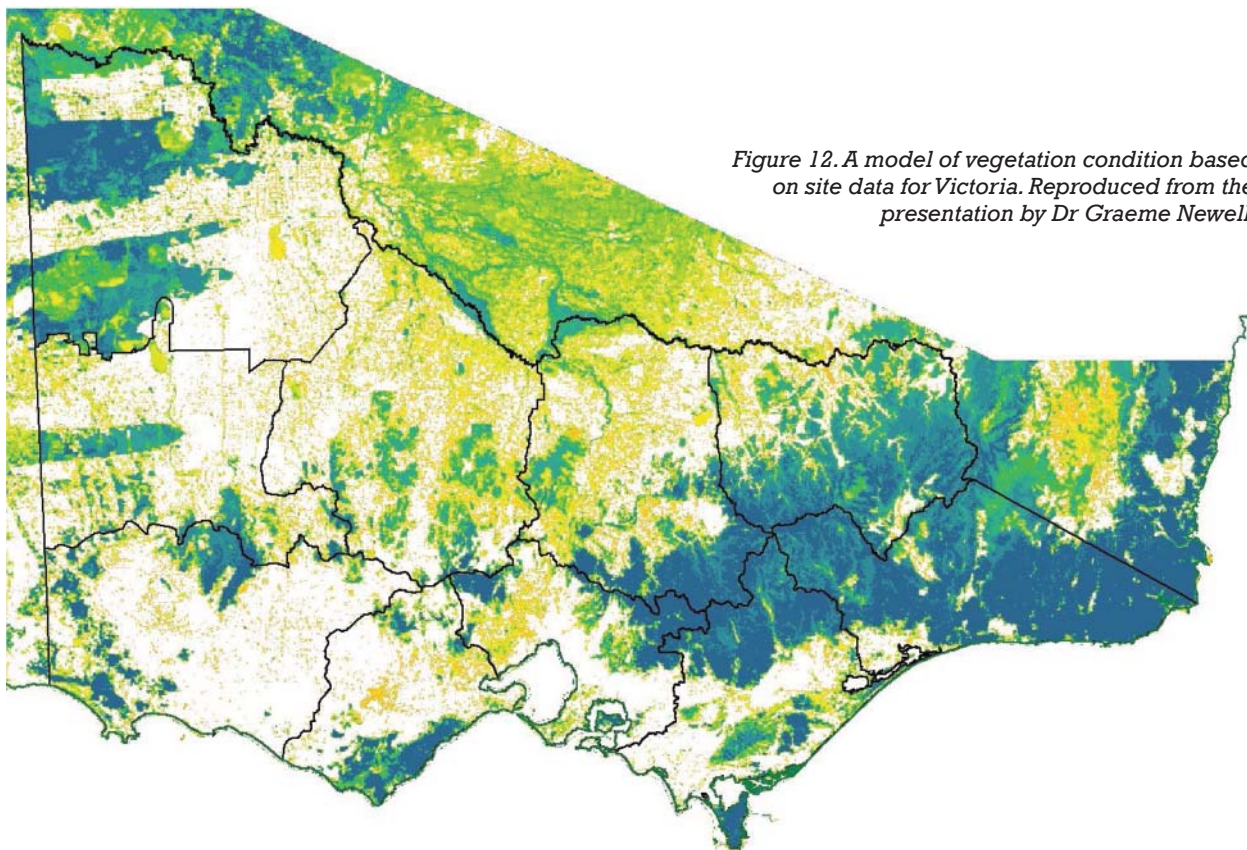 Figure 12. A model of vegetation condition based
on site data for Victoria. Reproduced from the
presentation by Dr Graeme Newell